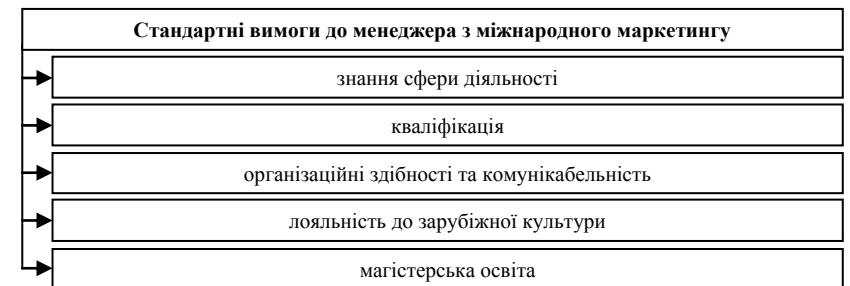 Стандартні вимоги до менеджера з міжнародного маркетингу
знання сфери діяльності
кваліфікація
організаційні здібності та комунікабельність
лояльність до зарубіжної культури
магістерська освіта